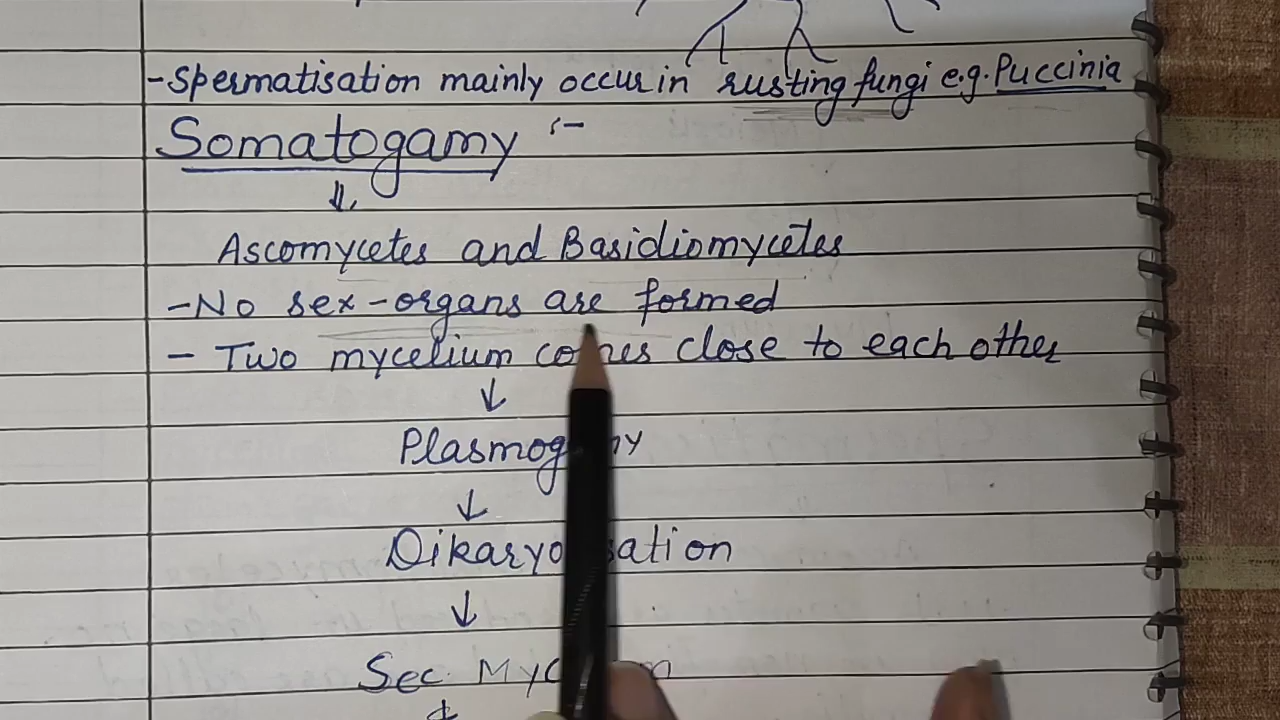 -Spermatisation mainly occur in rusting fungi e.g. Puccinia
Somatogamy :-
↓
Ascomycetes and Basidiomycetes
-No sex-organs are formed
- Two mycelium comes close to each other
↓
Plasmogamy
↓
Dikaryotisation
↓
Sec. Mycelium
↓